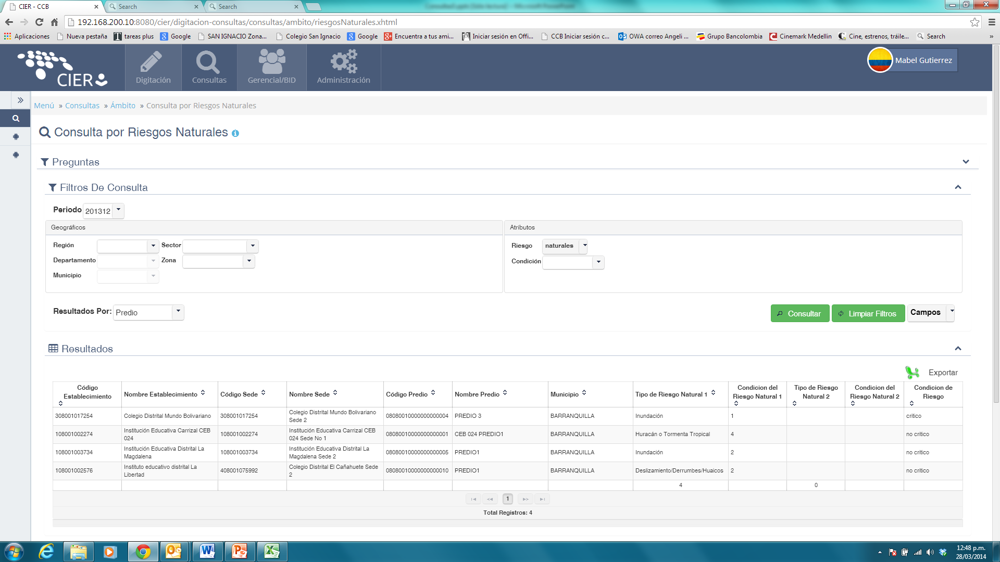 CIER - CCB
Search
Search
192.168.200.10:8080/cier/digitacion-consultas/consultas/ambito/riesgosNaturales.xhtml
Aplicaciones Nueva pestaña tareas plus Google SAN IGNACIO Zona... Colegio San Ignacio Google Encuentra a tus ami... Iniciar sesión en Offi... CCB Iniciar sesión c... OWA correo Angeli ... Grupo Bancolombia Cinemark Medellin Cine, estrenos, tráile... Search »
CIER
Digitación Consultas Gerencial/BID Administración
Mabel Gutierrez
Menú » Consultas » Ámbito » Consulta por Riesgos Naturales
Consulta por Riesgos Naturales
Preguntas
Filtros De Consulta
Periodo 201312
Geográficos
Región Sector
Departamento Zona
Municipio
Atributos
Riesgo naturales
Condición
Resultados Por: Predio
Consultar Limpiar Filtros Campos
Resultados
Exportar
Código Establecimiento Nombre Establecimiento Código Sede Nombre Sede Código Predio Nombre Predio Municipio Tipo de Riesgo Natural 1 Condicion del Riesgo Natural 1 Tipo de Riesgo Natural 2 Condicion del Riesgo Natural 2 Condicion de Riesgo
308001017254 Colegio Distrital Mundo Bolivariano 308001017254 Colegio Distrital Mundo Bolivariano Sede 2 08080010000000000004 PREDIO 3 BARRANQUILLA Inundación 1 critico
108001002274 Institución Educativa Carrizal CEB 024 108001002274 Institución Educativa Carrizal CEB 024 Sede No 1 08080010000000000001 CEB 024 PREDIO1 BARRANQUILLA Huracán o Tormenta Tropical 4 no critico
108001003734 Institución Educativa Distrital La Magdalena 108001003734 Institución Educativa Distrital La Magdalena Sede 2 08080010000000000005 PREDIO1 BARRANQUILLA Inundación 2 no critico
108001002576 Instituto educativo distrital La Libertad 408001075992 Colegio Distrital El Cañahuete Sede 2 08080010000000000010 PREDIO1 BARRANQUILLA Deslizamiento/Derrumbes/Huaicos 2 no critico
4 0
1
Total Registros: 4
12:48 p.m.
28/03/2014